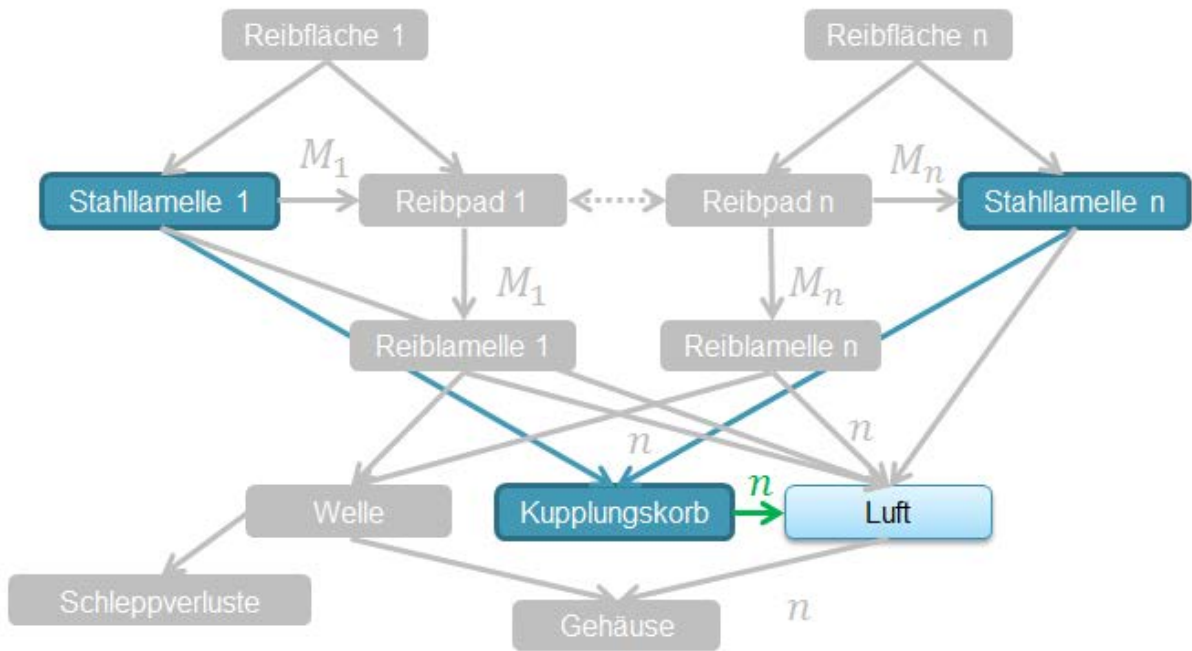 Reibfläche 1
Reibfläche n
M₁
Mₙ
Stahllamelle 1
Reibpad 1
Reibpad n
Stahllamelle n
M₁
Mₙ
Reiblamelle 1
Reiblamelle n
n
n
n
Welle
Kupplungskorb
Luft
Schleppverluste
Gehäuse
n